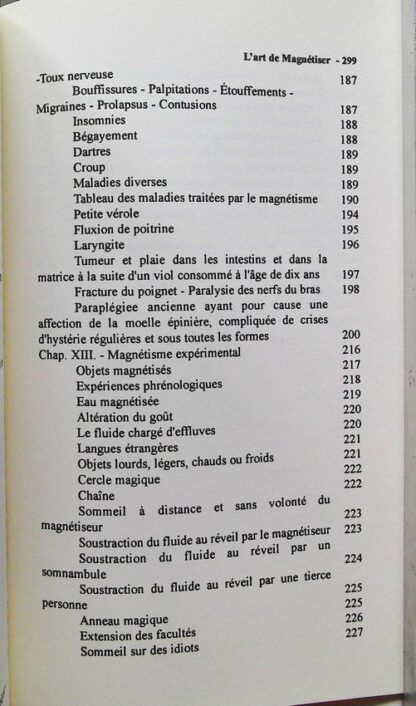 L'art de Magnétiser - 299
-Toux nerveuse 187
Bouffissures - Palpitations - Étouffements -
Migraines - Prolapsus - Contusions 187
Insomnies 188
Bégayement 188
Dartres 189
Croup 189
Maladies diverses 189
Tableau des maladies traitées par le magnétisme 190
Petite vérole 194
Fluxion de poitrine 195
Laryngite 196
Tumeur et plaie dans les intestins et dans la
matrice à la suite d'un viol consommé à l'âge de dix ans 197
Fracture du poignet - Paralysie des nerfs du bras 198
Paraplégiee ancienne ayant pour cause une
affection de la moelle épinière, compliquée de crises
d'hystérie régulières et sous toutes les formes 200
Chap. XIII. - Magnétisme expérimental 216
Objets magnétisés 217
Expériences phrénologiques 218
Eau magnétisée 219
Altération du goût 220
Le fluide chargé d'effluves 220
Langues étrangères 221
Objets lourds, légers, chauds ou froids 221
Cercle magique 222
Chaîne 222
Sommeil à distance et sans volonté du
magnétiseur 223
Soustraction du fluide au réveil par le magnétiseur 223
Soustraction du fluide au réveil par un
somnambule 224
Soustraction du fluide au réveil par une tierce
personne 225
Anneau magique 225
Extension des facultés 226
Sommeil sur des idiots 227